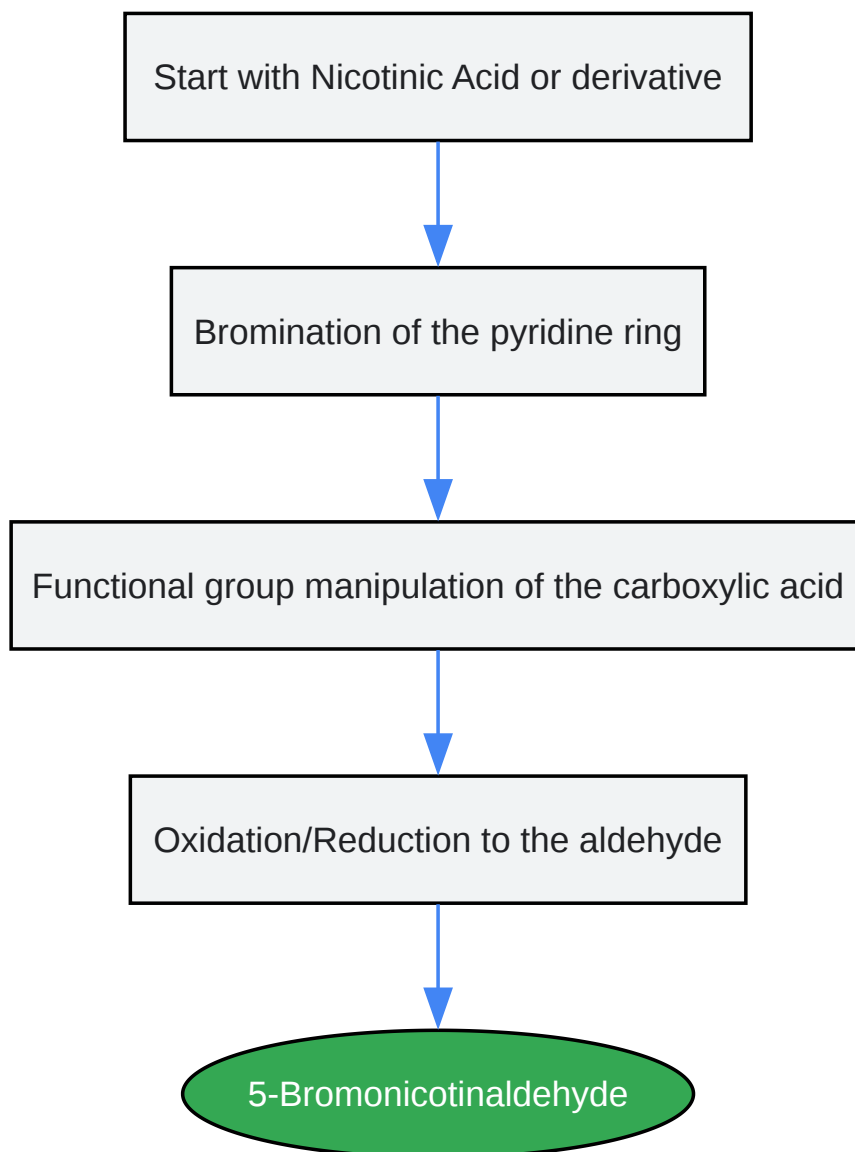 Start with Nicotinic Acid or derivative
Bromination of the pyridine ring
Functional group manipulation of the carboxylic acid
Oxidation/Reduction to the aldehyde
5-Bromonicotinaldehyde